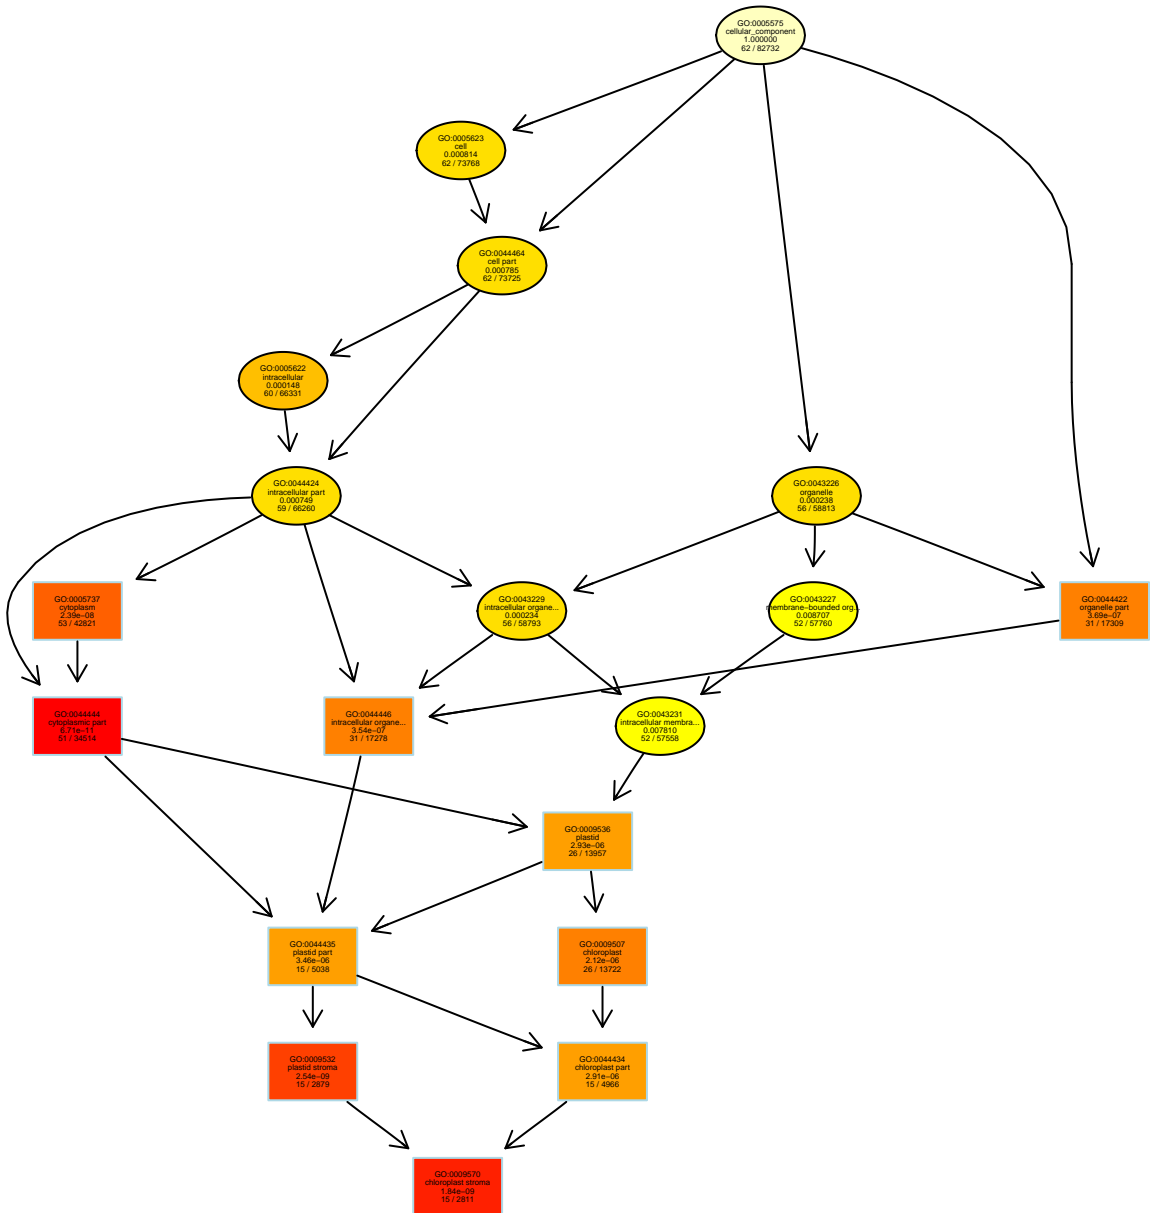 GO:0005575
cellular_component
1.000000
62 / 82732
GO:0005623
cell
0.000814
62 / 73768
GO:0044464
cell part
0.000785
62 / 73725
GO:0005622
intracellular
0.000148
60 / 66331
GO:0044424
intracellular part
0.000749
59 / 66260
GO:0043226
organelle
0.000238
56 / 58813
GO:0005737
cytoplasm
2.39e−08
53 / 42821
GO:0043229
intracellular organe...
0.000234
56 / 58793
GO:0043227
membrane−bounded org...
0.008707
52 / 57760
GO:0044422
organelle part
3.69e−07
31 / 17309
GO:0044444
cytoplasmic part
6.71e−11
51 / 34514
GO:0044446
intracellular organe...
3.54e−07
31 / 17278
GO:0043231
intracellular membra...
0.007810
52 / 57558
GO:0009536
plastid
2.93e−06
26 / 13957
GO:0044435
plastid part
3.46e−06
15 / 5038
GO:0009507
chloroplast
2.12e−06
26 / 13722
GO:0009532
plastid stroma
2.54e−09
15 / 2879
GO:0044434
chloroplast part
2.91e−06
15 / 4966
GO:0009570
chloroplast stroma
1.84e−09
15 / 2811